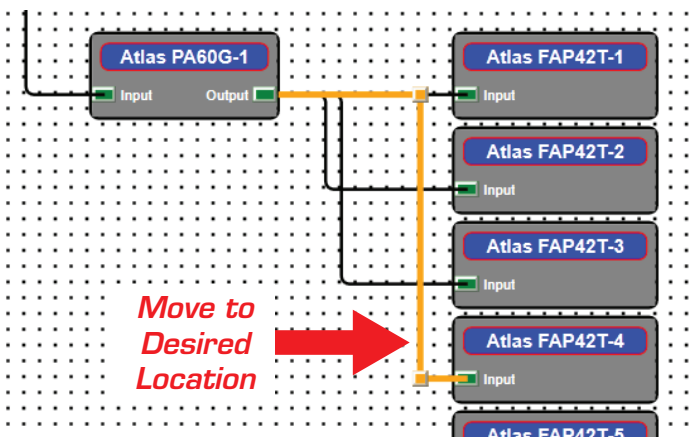 Atlas PA60G-1
Input
Output
Atlas FAP42T-1
Input
Atlas FAP42T-2
Input
Atlas FAP42T-3
Input
Move to
Desired
Location
Atlas FAP42T-4
Input
Atlas FAP42T-5